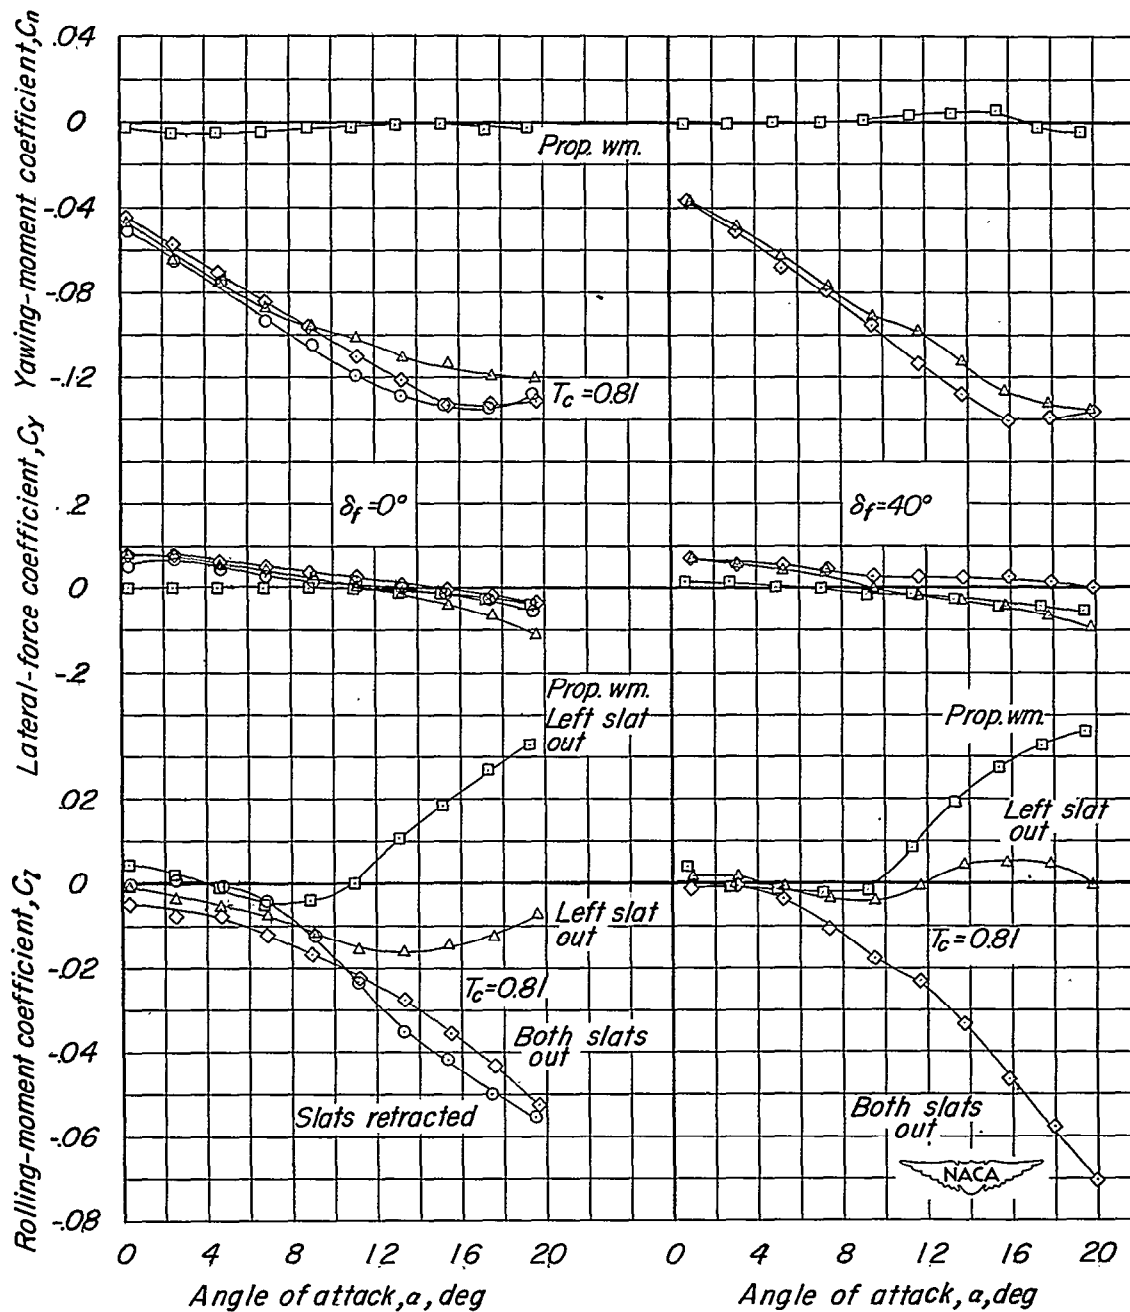 Yawing-moment coefficient, Cn
.04
0
-.04
-.08
-.12
Prop. wm.
Tc=0.81
Lateral-force coefficient, CY
.2
0
-.2
δf=0°
δf=40°
Rolling-moment coefficient, Cl
.02
0
-.02
-.04
-.06
-.08
Prop. wm.
Left slat
out
Left slat
out
Tc=0.81
Both slats
out
Slats retracted
Prop. wm.
Left slat
out
Tc=0.81
Both slats
out
NACA
0 4 8 12 16 20
0 4 8 12 16 20
Angle of attack, α, deg
Angle of attack, α, deg